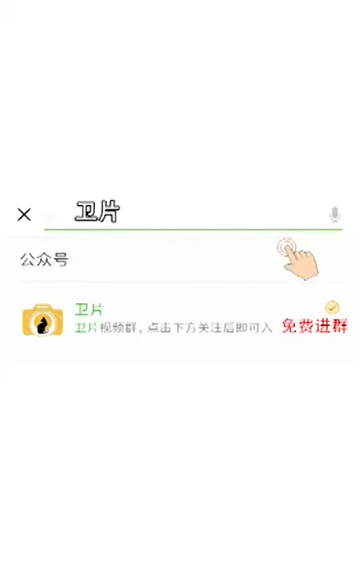 卫片
公众号
卫片
卫片视频群，点击下方关注后即可入 免费进群